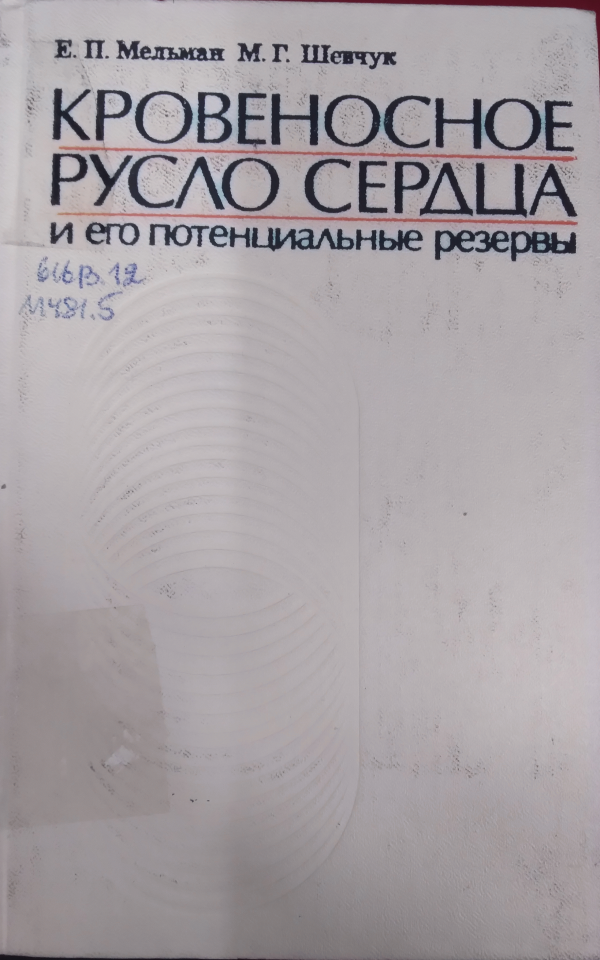 Е. П. Мельман М. Г. Шевчук
КРОВЕНОСНОЕ
РУСЛО СЕРДЦА
и его потенциальные резервы
616В.12
М481.5